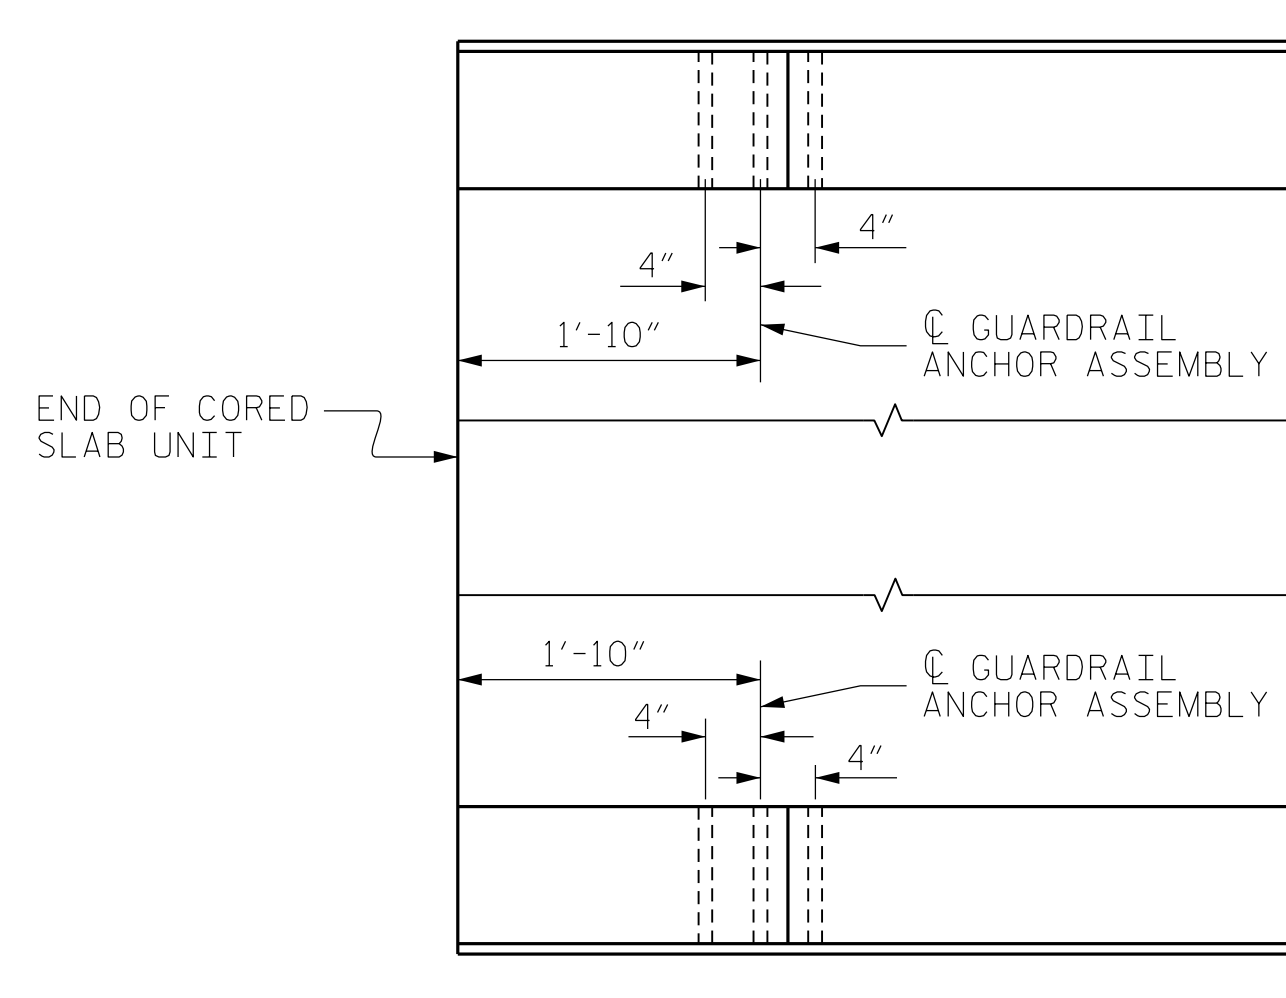 4"
4"
1'-10"
℄ GUARDRAIL
ANCHOR ASSEMBLY
END OF CORED
SLAB UNIT
1'-10"
℄ GUARDRAIL
ANCHOR ASSEMBLY
4"
4"